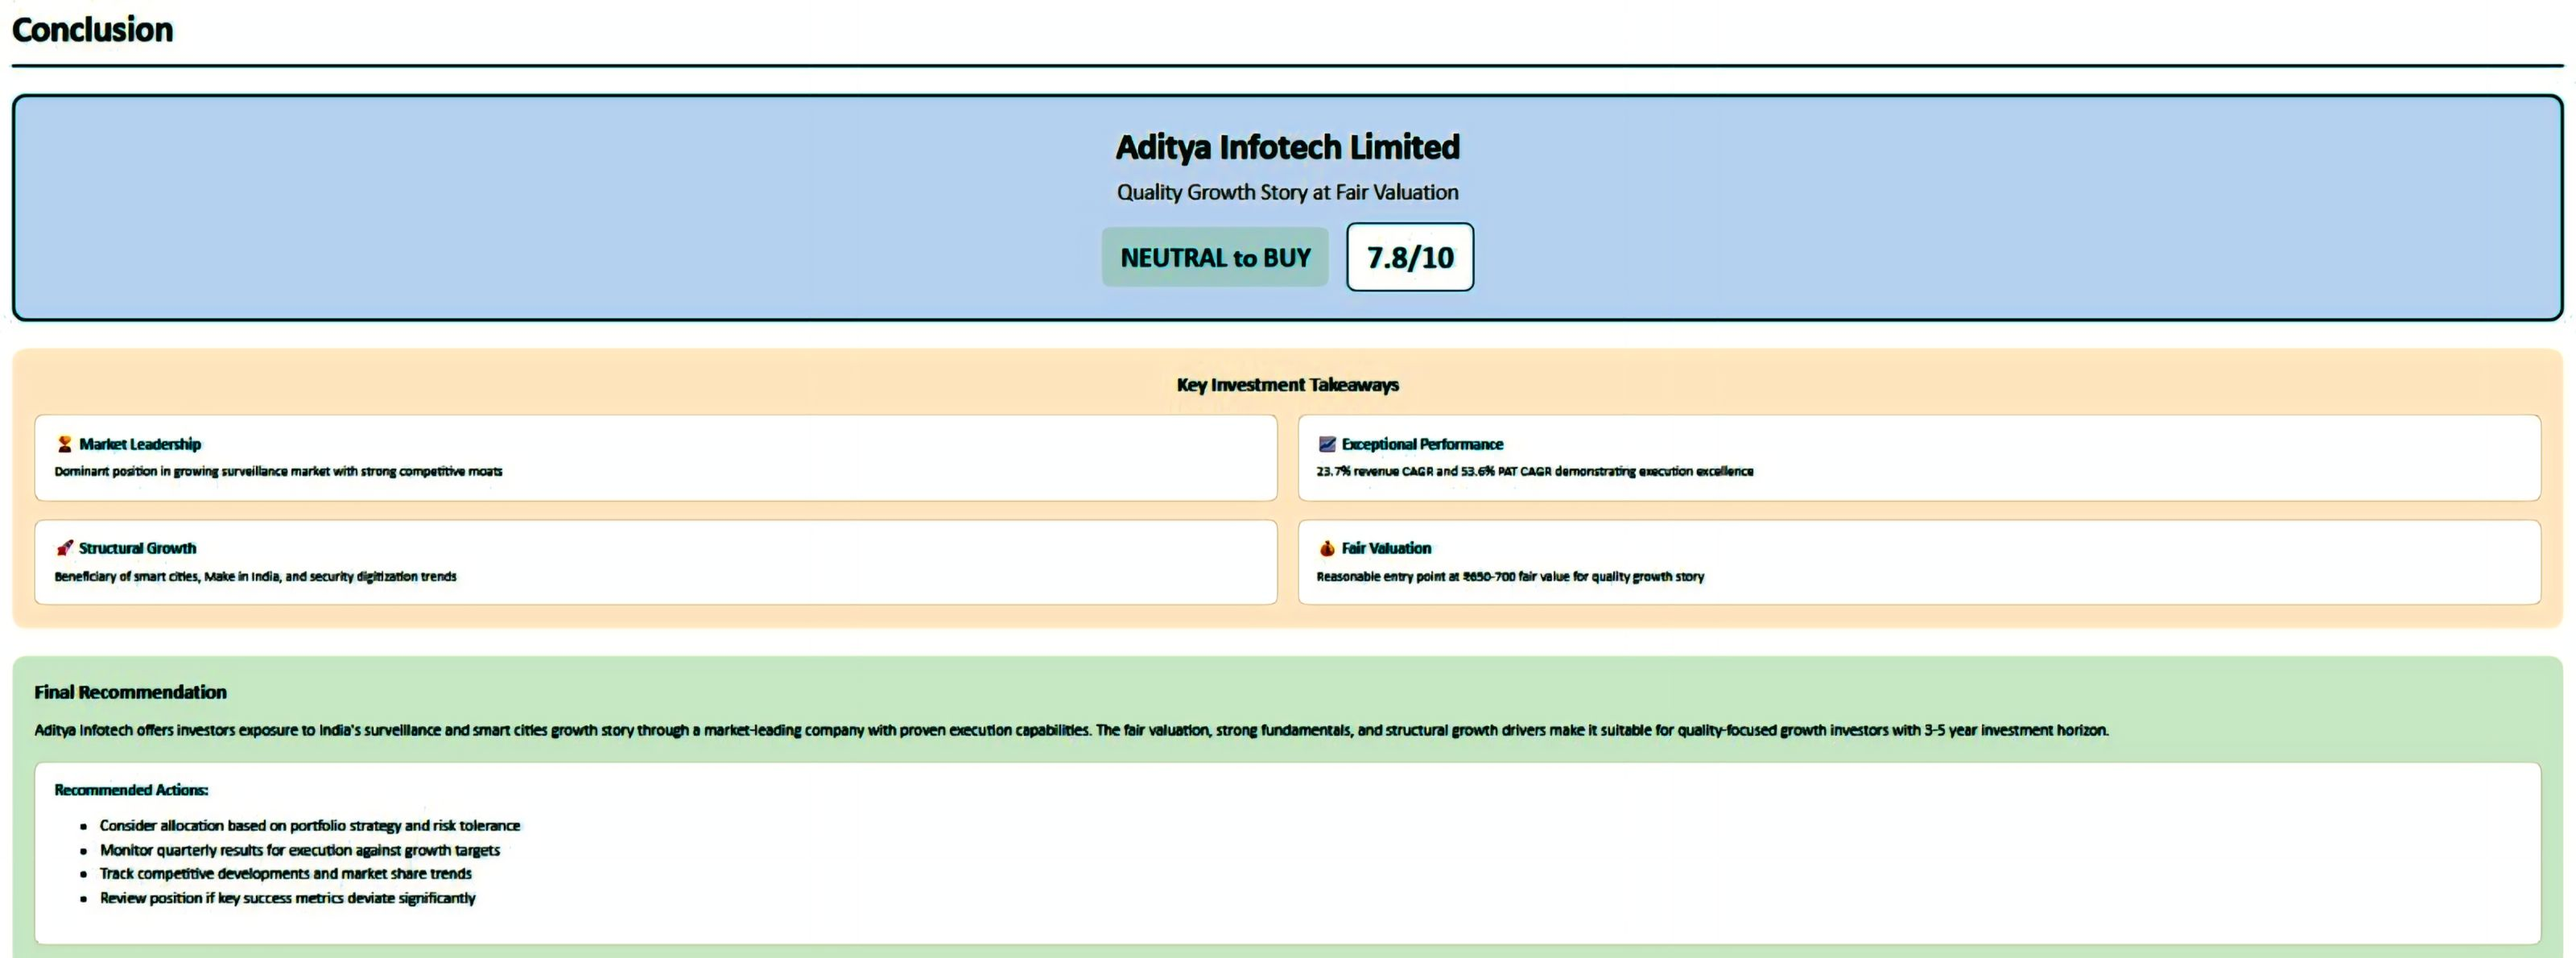 Conclusion
Aditya Infotech Limited
Quality Growth Story at Fair Valuation
NEUTRAL to BUY
7.8/10
Key Investment Takeaways
Market Leadership
Dominant position in growing surveillance market with strong competitive moats
Exceptional Performance
23.7% revenue CAGR and 53.6% PAT CAGR demonstrating execution excellence
Structural Growth
Beneficiary of smart cities, Make in India, and security digitization trends
Fair Valuation
Reasonable entry point at ₹650-700 fair value for quality growth story
Final Recommendation
Aditya Infotech offers investors exposure to India's surveillance and smart cities growth story through a market-leading company with proven execution capabilities. The fair valuation, strong fundamentals, and structural growth drivers make it suitable for quality-focused growth investors with 3-5 year investment horizon.
Recommended Actions:
• Consider allocation based on portfolio strategy and risk tolerance
• Monitor quarterly results for execution against growth targets
• Track competitive developments and market share trends
• Review position if key success metrics deviate significantly